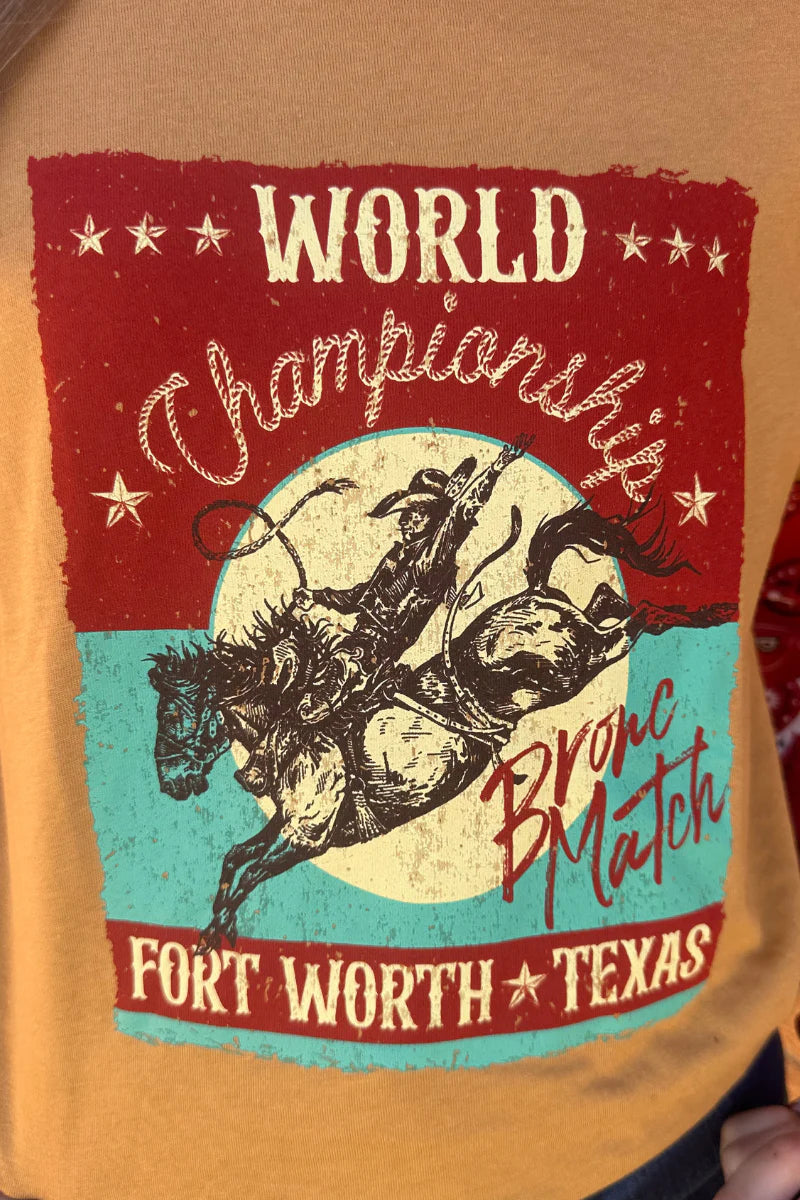 WORLD
Championship
Bronc
Match
FORT WORTH ★ TEXAS